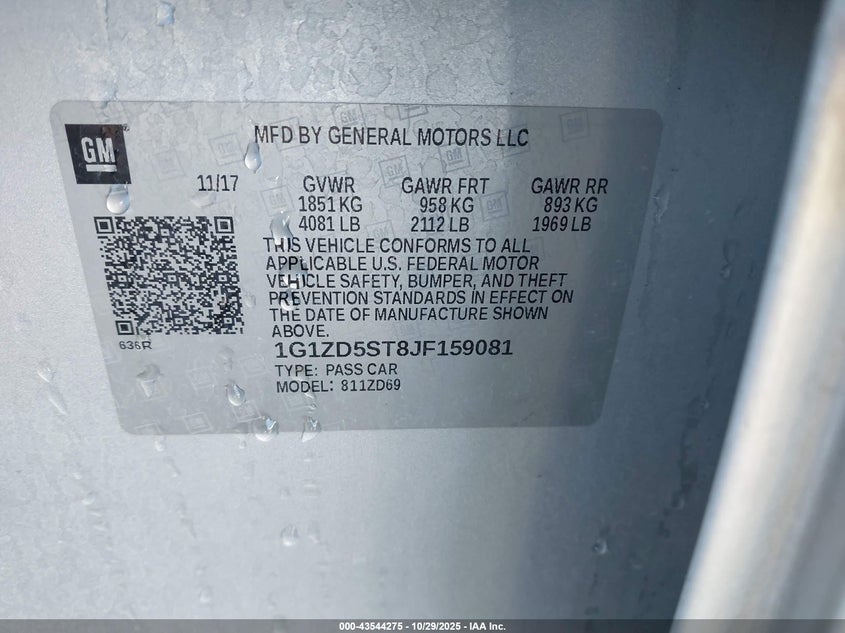 GM
MFD BY GENERAL MOTORS LLC
11/17 GVWR GAWR FRT GAWR RR
1851 KG 958 KG 893 KG
4081 LB 2112 LB 1969 LB
THIS VEHICLE CONFORMS TO ALL
APPLICABLE U.S. FEDERAL MOTOR
VEHICLE SAFETY, BUMPER, AND THEFT
PREVENTION STANDARDS IN EFFECT ON
THE DATE OF MANUFACTURE SHOWN
ABOVE.
636R
1G1ZD5ST8JF159081
TYPE: PASS CAR
MODEL: 811ZD69
000-43544275 - 10/29/2025 - IAA Inc.